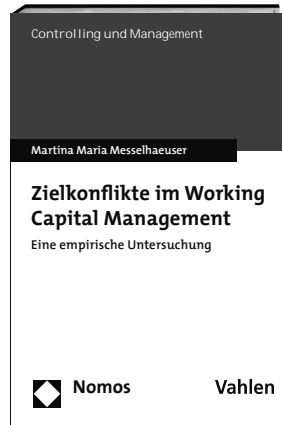 Controlling und Management
Martina Maria Messelhaeuser
Zielkonflikte im Working
Capital Management
Eine empirische Untersuchung
Nomos
Vahlen